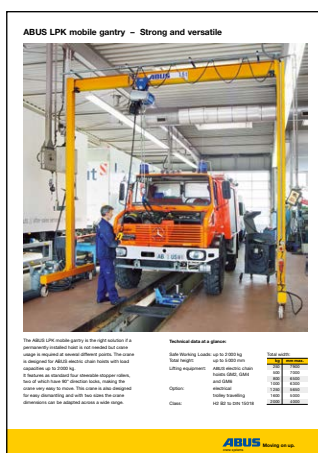 ABUS LPK mobile gantry – Strong and versatile
ABUS
The ABUS LPK mobile gantry is the right solution if a
permanently installed hoist is not needed but crane
usage is required at several points. The crane
is designed for ABUS electric chain hoists with load
capacities up to 2000 kg.
It features as standard four steerable stopper rollers,
two of which have 90° direction locks, making the
crane very easy to move. This crane is also designed
for easy dismantling and with two sizes the crane
dimensions can be adapted across a wide range.
Technical data at a glance:
Safe Working Loads: up to 2000 kg
Total height: up to 5000 mm
Lifting equipment: ABUS electric chain
hoists GM2, GM4
and GM6
Option: electrical
trolley travelling
Class: H2 B2 to DIN 15018
Total width:
kg mm max.
250 7900
500 7900
1000
2000
ABUS Moving on up.